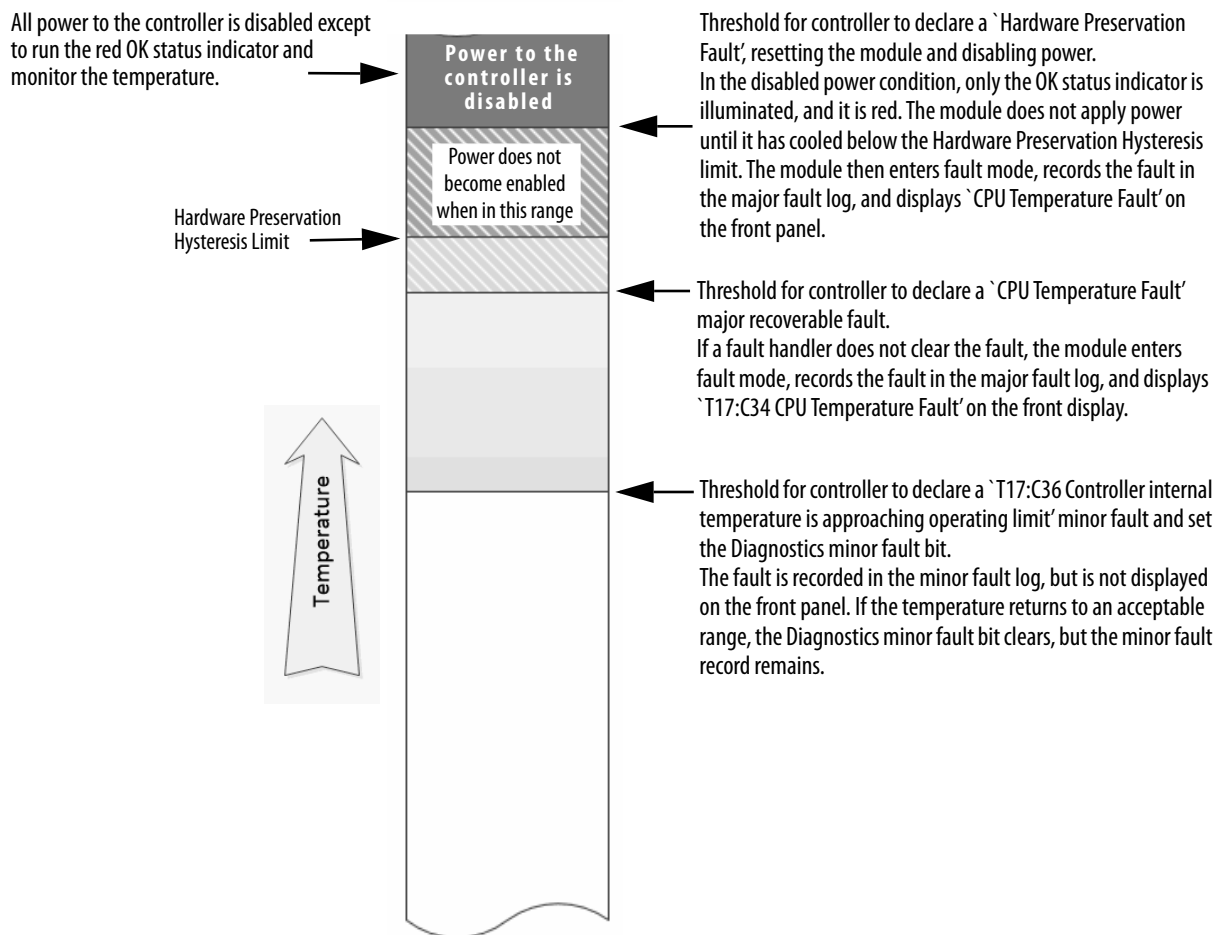 All power to the controller is disabled except
to run the red OK status indicator and
monitor the temperature.
Power to the
controller is
disabled
Threshold for controller to declare a `Hardware Preservation
Fault’, resetting the module and disabling power.
In the disabled power condition, only the OK status indicator is
illuminated, and it is red. The module does not apply power
until it has cooled below the Hardware Preservation Hysteresis
limit. The module then enters fault mode, records the fault in
the major fault log, and displays `CPU Temperature Fault’ on
the front panel.
Power does not
become enabled
when in this range
Hardware Preservation
Hysteresis Limit
Threshold for controller to declare a `CPU Temperature Fault’
major recoverable fault.
If a fault handler does not clear the fault, the module enters
fault mode, records the fault in the major fault log, and displays
`T17:C34 CPU Temperature Fault’ on the front display.
Temperature
Threshold for controller to declare a `T17:C36 Controller internal
temperature is approaching operating limit’ minor fault and set
the Diagnostics minor fault bit.
The fault is recorded in the minor fault log, but is not displayed
on the front panel. If the temperature returns to an acceptable
range, the Diagnostics minor fault bit clears, but the minor fault
record remains.